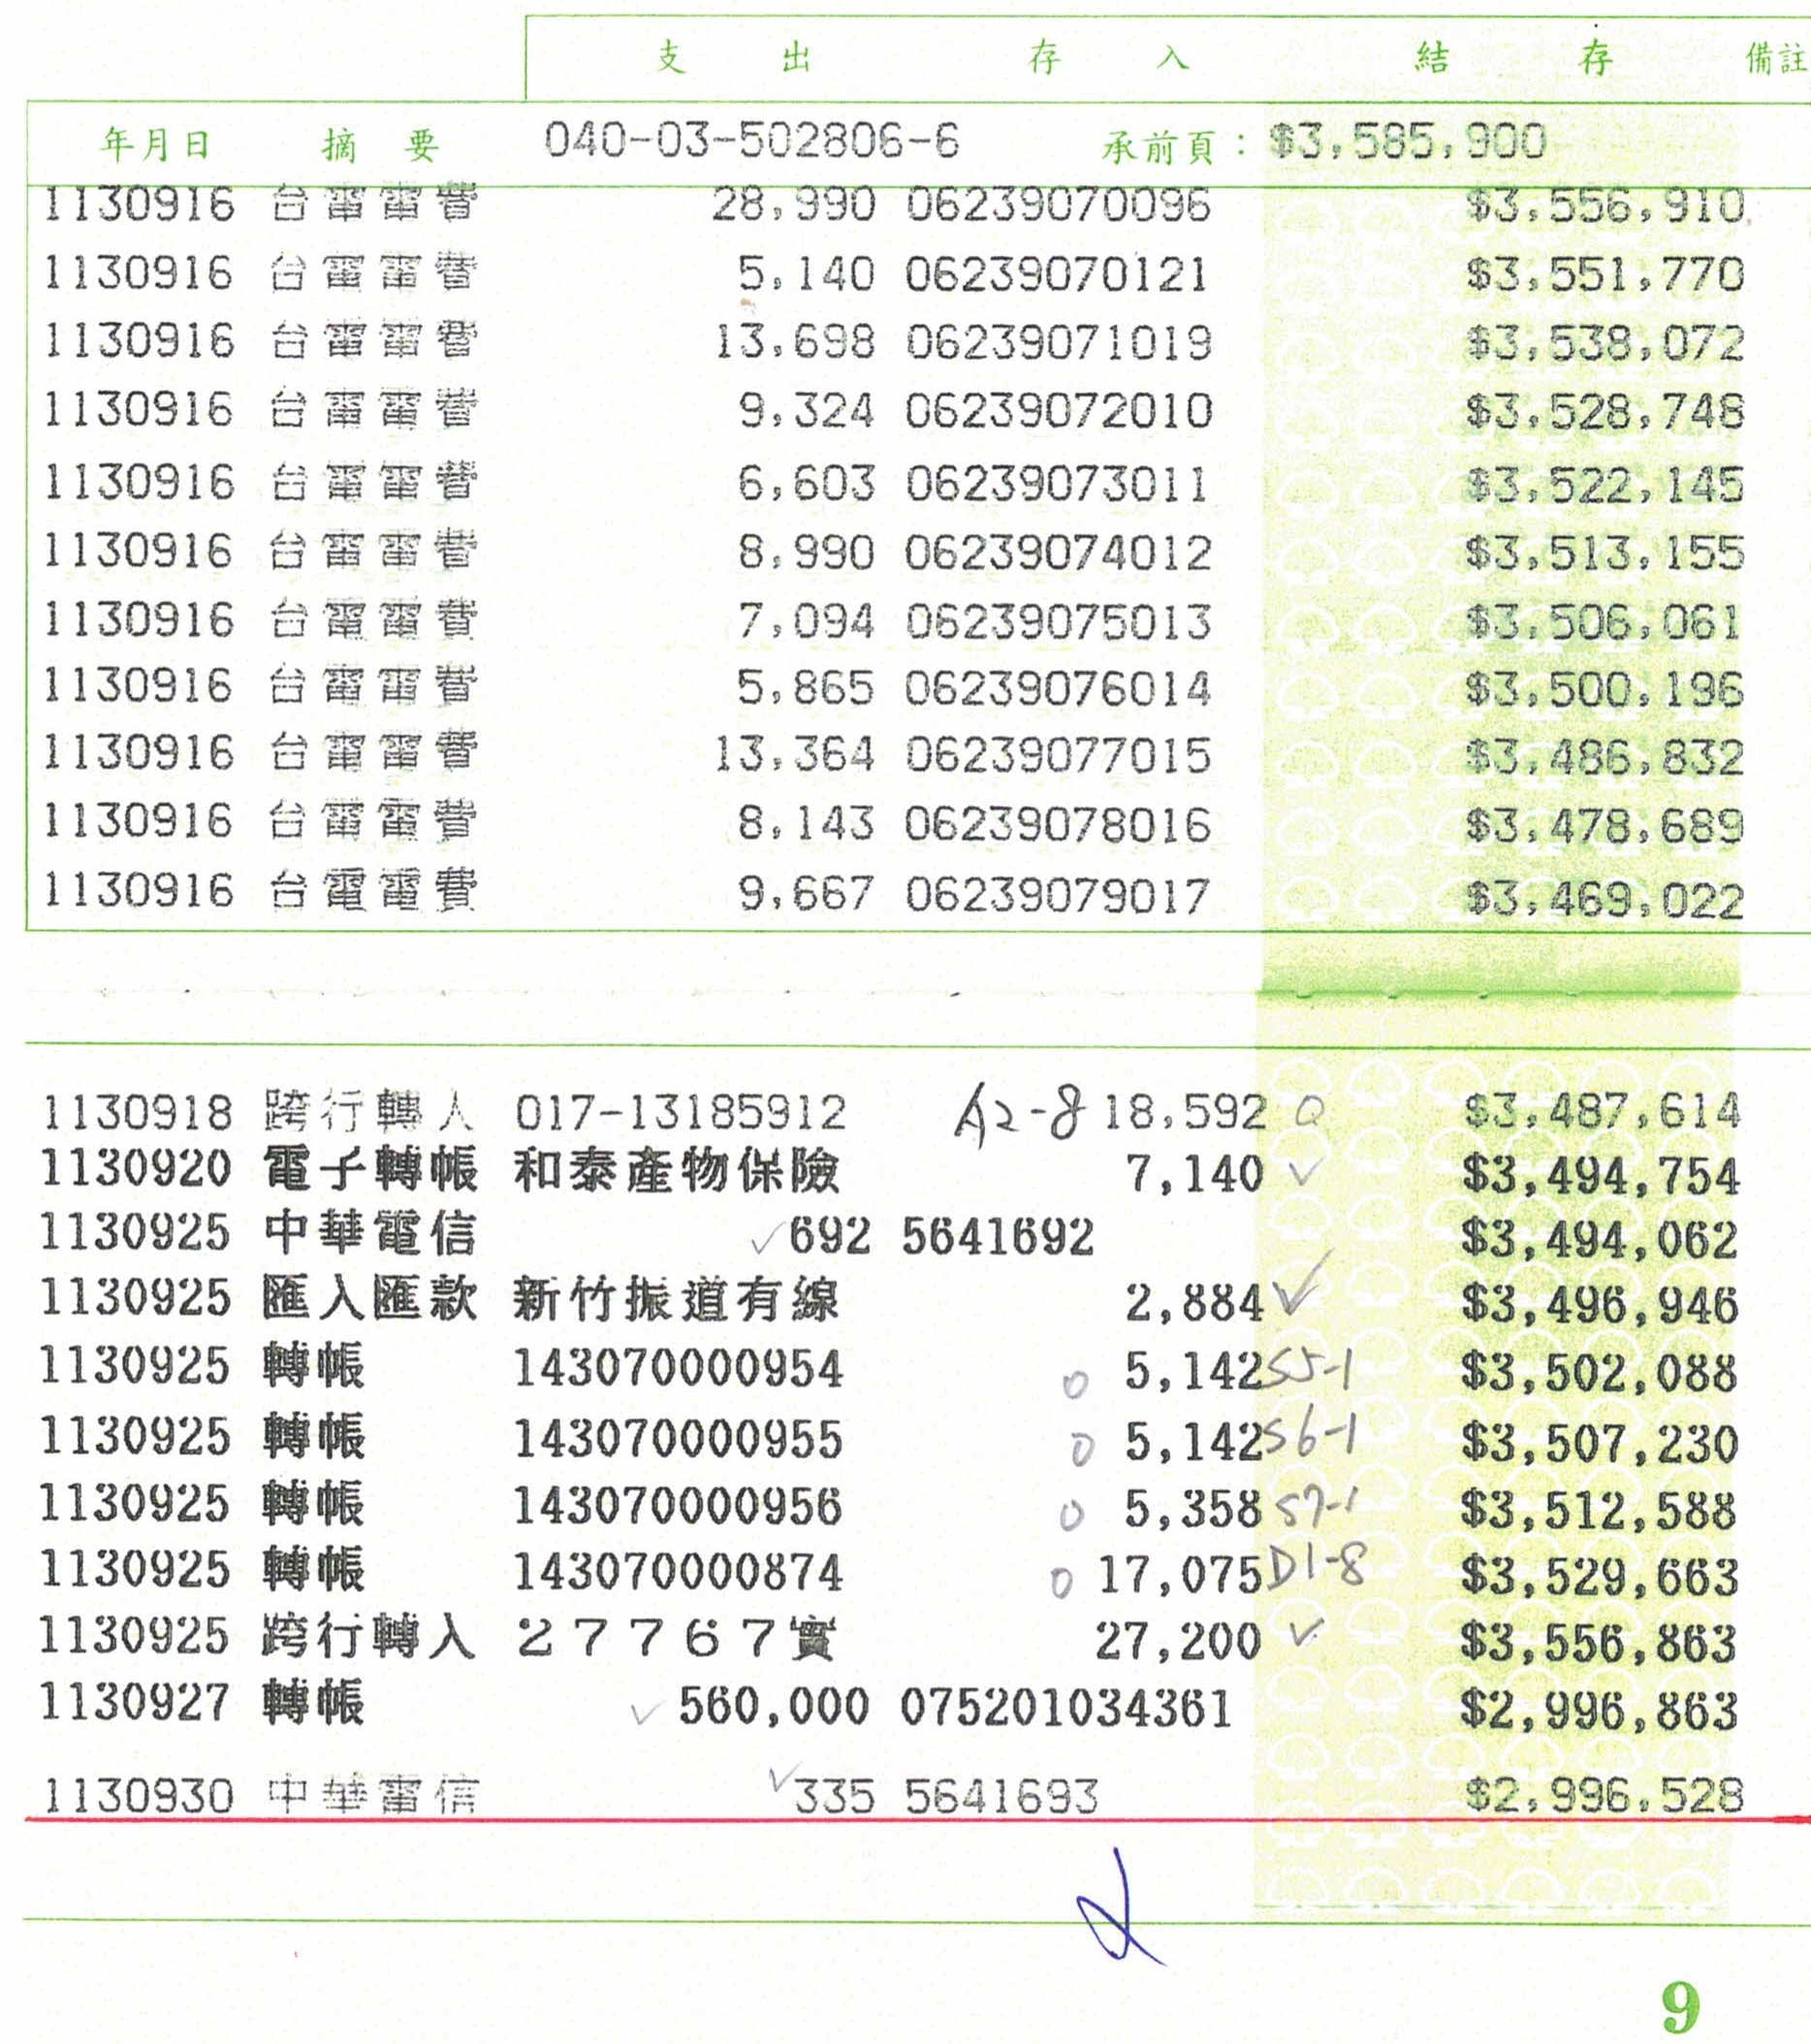 支 出 存 入 結 存 備註
年月日 摘 要 040-03-502806-6 承前頁：$3,585,900
1130916 台電電費 28,990 06239070096 $3,556,910
1130916 台電電費 5,140 06239070121 $3,551,770
1130916 台電電費 13,698 06239071019 $3,538,072
1130916 台電電費 9,324 06239072010 $3,528,748
1130916 台電電費 6,603 06239073011 $3,522,145
1130916 台電電費 8,990 06239074012 $3,513,155
1130916 台電電費 7,094 06239075013 $3,506,061
1130916 台電電費 5,865 06239076014 $3,500,196
1130916 台電電費 13,364 06239077015 $3,486,832
1130916 台電電費 8,143 06239078016 $3,478,689
1130916 台電電費 9,667 06239079017 $3,469,022
1130918 跨行轉入 017-13185912 A2-8 18,592 $3,487,614
1130920 電子轉帳 和泰產物保險 7,140 ✓ $3,494,754
1130925 中華電信 ✓692 5641692 $3,494,062
1130925 匯入匯款 新竹振道有線 2,884 ✓ $3,496,946
1130925 轉帳 143070000954 5,142 S5-1 $3,502,088
1130925 轉帳 143070000955 5,142 S6-1 $3,507,230
1130925 轉帳 143070000956 5,358 S7-1 $3,512,588
1130925 轉帳 143070000874 17,075 D1-8 $3,529,663
1130925 跨行轉入 ２７７６７實 27,200 ✓ $3,556,863
1130927 轉帳 ✓560,000 075201034361 $2,996,863
1130930 中華電信 ✓335 5641693 $2,996,528
9